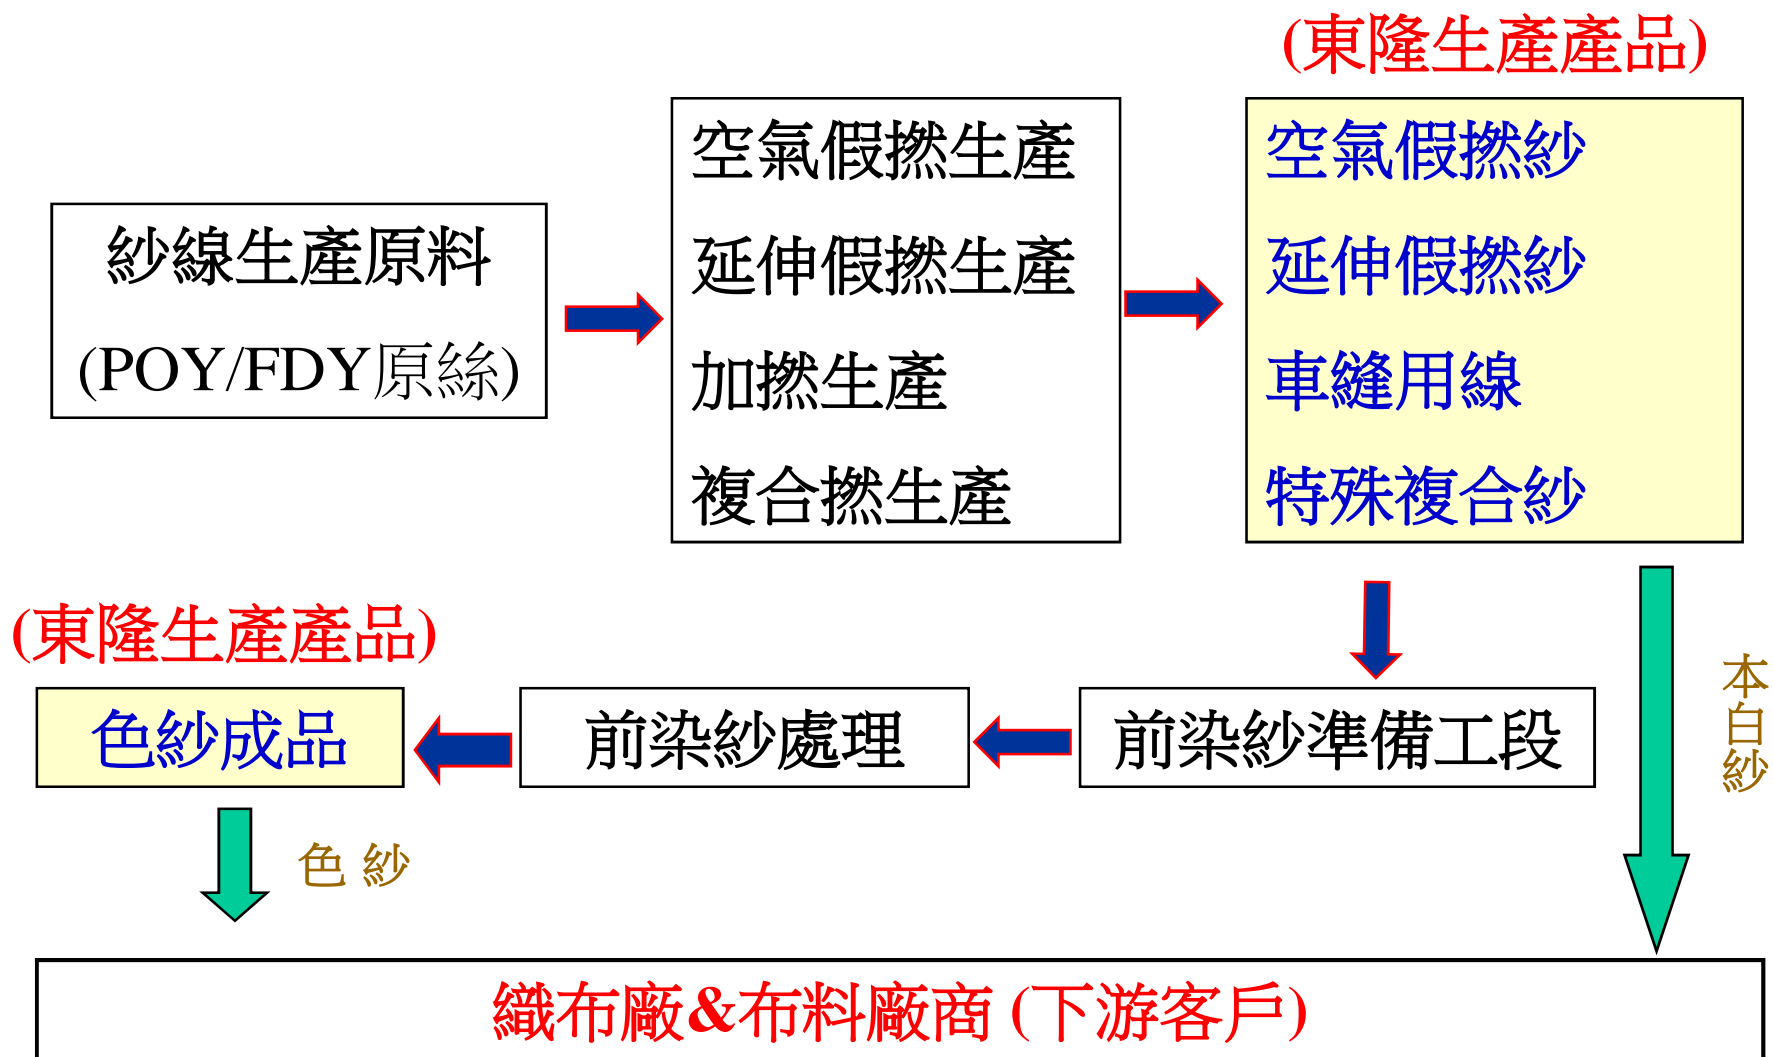 (東隆生產產品)
紗線生產原料
(POY/FDY原絲)
空氣假撚生產
延伸假撚生產
加撚生產
複合撚生產
空氣假撚紗
延伸假撚紗
車縫用線
特殊複合紗
(東隆生產產品)
色紗成品
前染紗處理
前染紗準備工段
本白紗
色 紗
織布廠&布料廠商 (下游客戶)